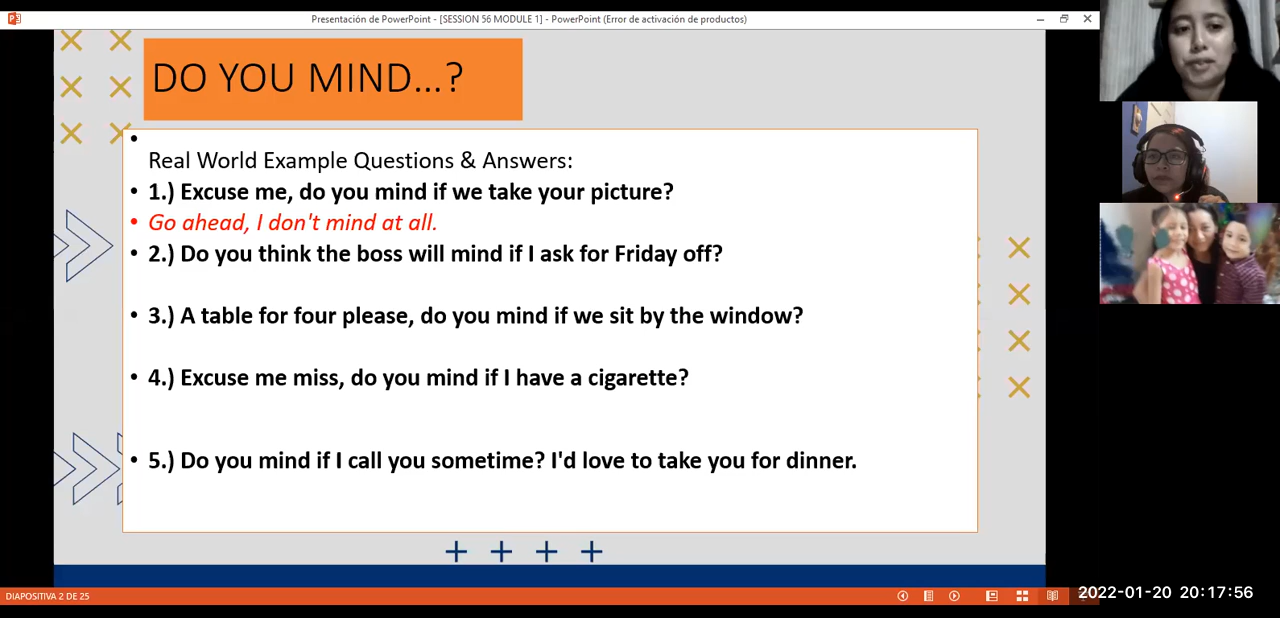 Presentación de PowerPoint - [SESSION 56 MODULE 1] - PowerPoint (Error de activación de productos)
DO YOU MIND...?
Real World Example Questions & Answers:
• 1.) Excuse me, do you mind if we take your picture?
• Go ahead, I don't mind at all.
• 2.) Do you think the boss will mind if I ask for Friday off?
• 3.) A table for four please, do you mind if we sit by the window?
• 4.) Excuse me miss, do you mind if I have a cigarette?
• 5.) Do you mind if I call you sometime? I'd love to take you for dinner.
DIAPOSITIVA 2 DE 25
2022-01-20 20:17:56